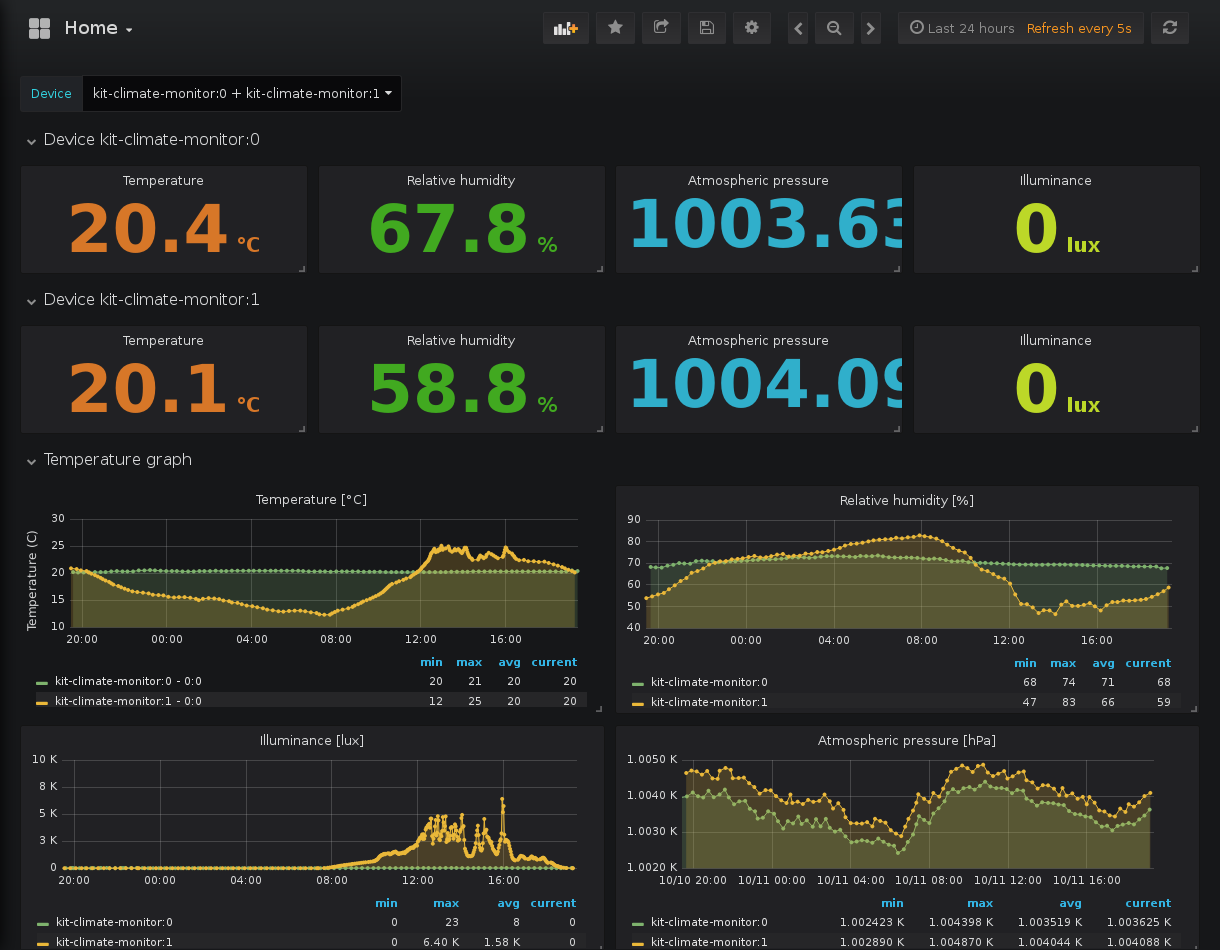 Home
Last 24 hours Refresh every 5s
Device kit-climate-monitor:0 + kit-climate-monitor:1
Device kit-climate-monitor:0
Temperature Relative humidity Atmospheric pressure Illuminance
20.4 °C 67.8 % 1003.63 0 lux
Device kit-climate-monitor:1
Temperature Relative humidity Atmospheric pressure Illuminance
20.1 °C 58.8 % 1004.09 0 lux
Temperature graph
Temperature [°C]
Temperature (C)
30
25
20
15
10
20:00 00:00 04:00 08:00 12:00 16:00
min max avg current
kit-climate-monitor:0 - 0:0 20 21 20 20
kit-climate-monitor:1 - 0:0 12 25 20 20
Relative humidity [%]
90
80
70
60
50
40
20:00 00:00 04:00 08:00 12:00 16:00
min max avg current
kit-climate-monitor:0 68 74 71 68
kit-climate-monitor:1 47 83 66 59
Illuminance [lux]
10 K
8 K
5 K
3 K
0
20:00 00:00 04:00 08:00 12:00 16:00
min max avg current
kit-climate-monitor:0 0 23 8 0
kit-climate-monitor:1 0 6.40 K 1.58 K 0
Atmospheric pressure [hPa]
1.0050 K
1.0040 K
1.0030 K
1.0020 K
10/10 20:00 10/11 00:00 10/11 04:00 10/11 08:00 10/11 12:00 10/11 16:00
min max avg current
kit-climate-monitor:0 1.002423 K 1.004398 K 1.003519 K 1.003625 K
kit-climate-monitor:1 1.002890 K 1.004870 K 1.004044 K 1.004088 K